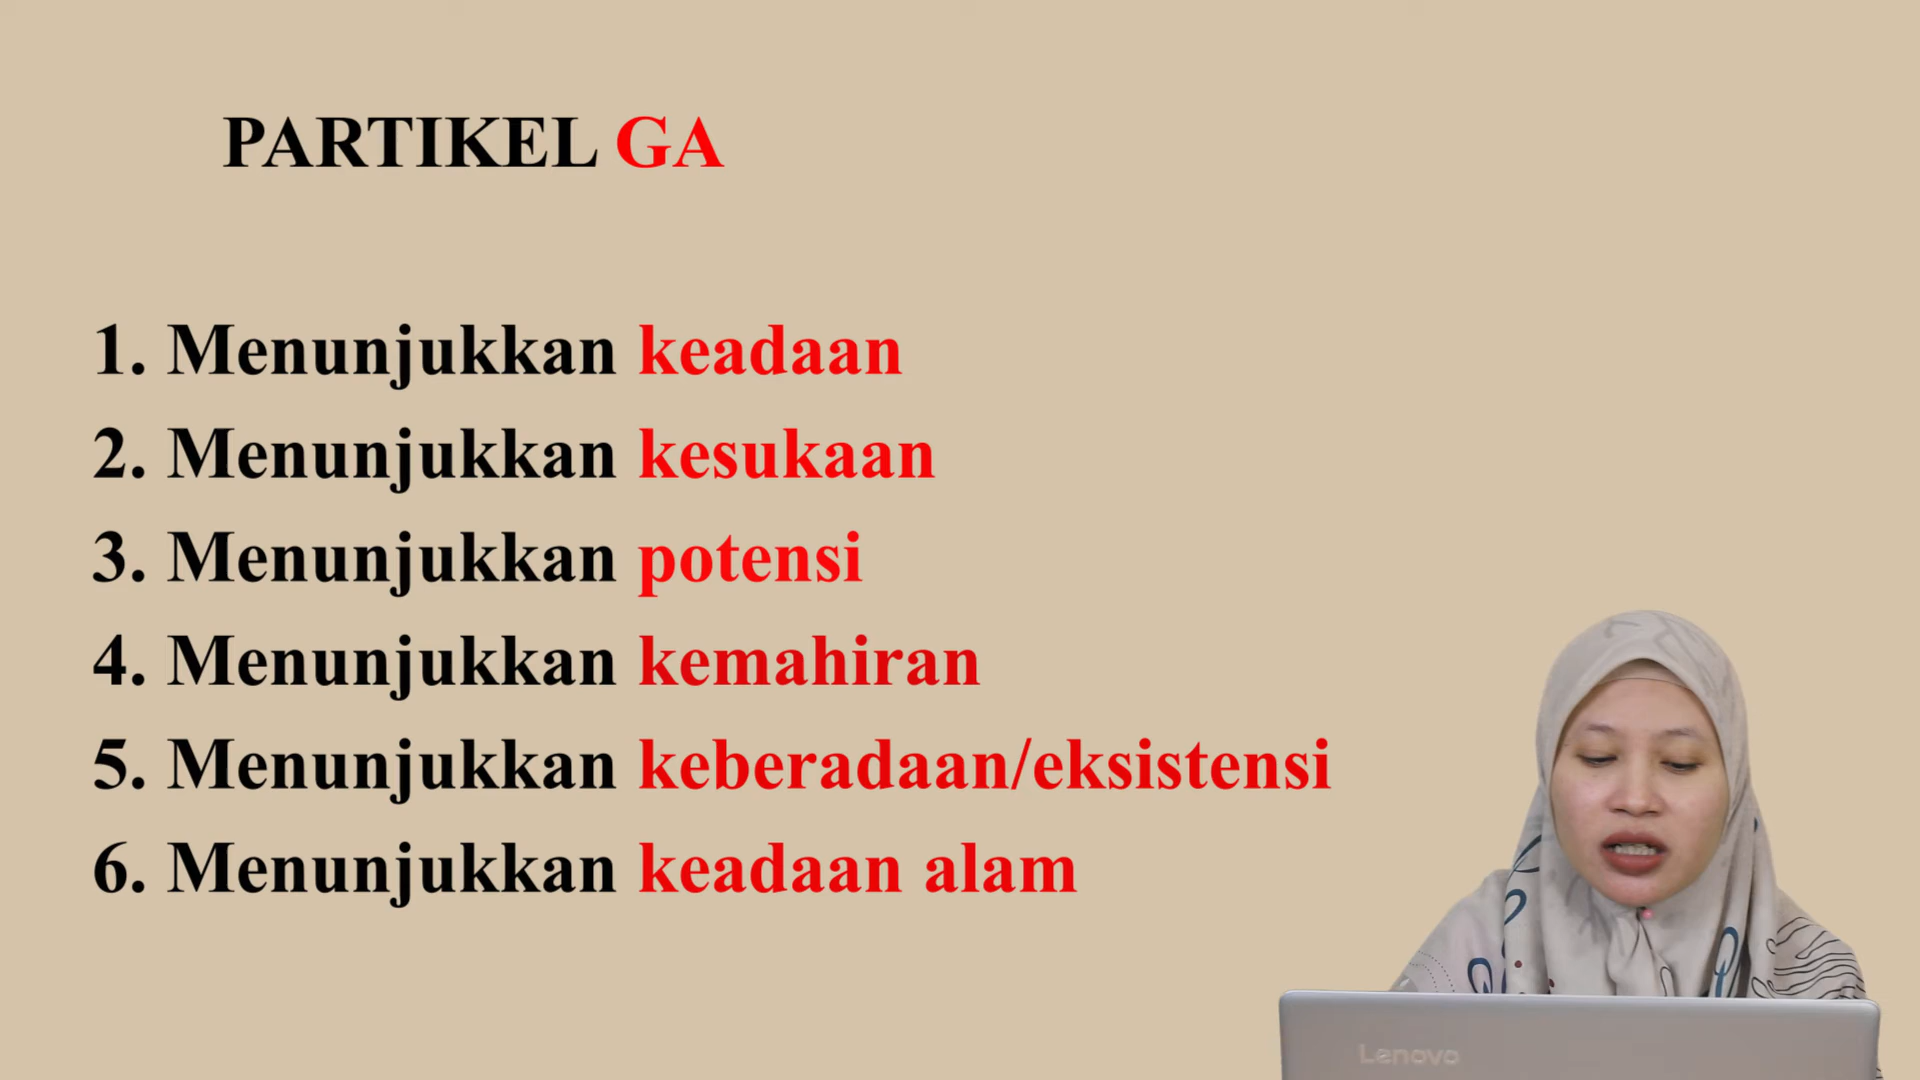 PARTIKEL GA
1. Menunjukkan keadaan
2. Menunjukkan kesukaan
3. Menunjukkan potensi
4. Menunjukkan kemahiran
5. Menunjukkan keberadaan/eksistensi
6. Menunjukkan keadaan alam
Lenovo